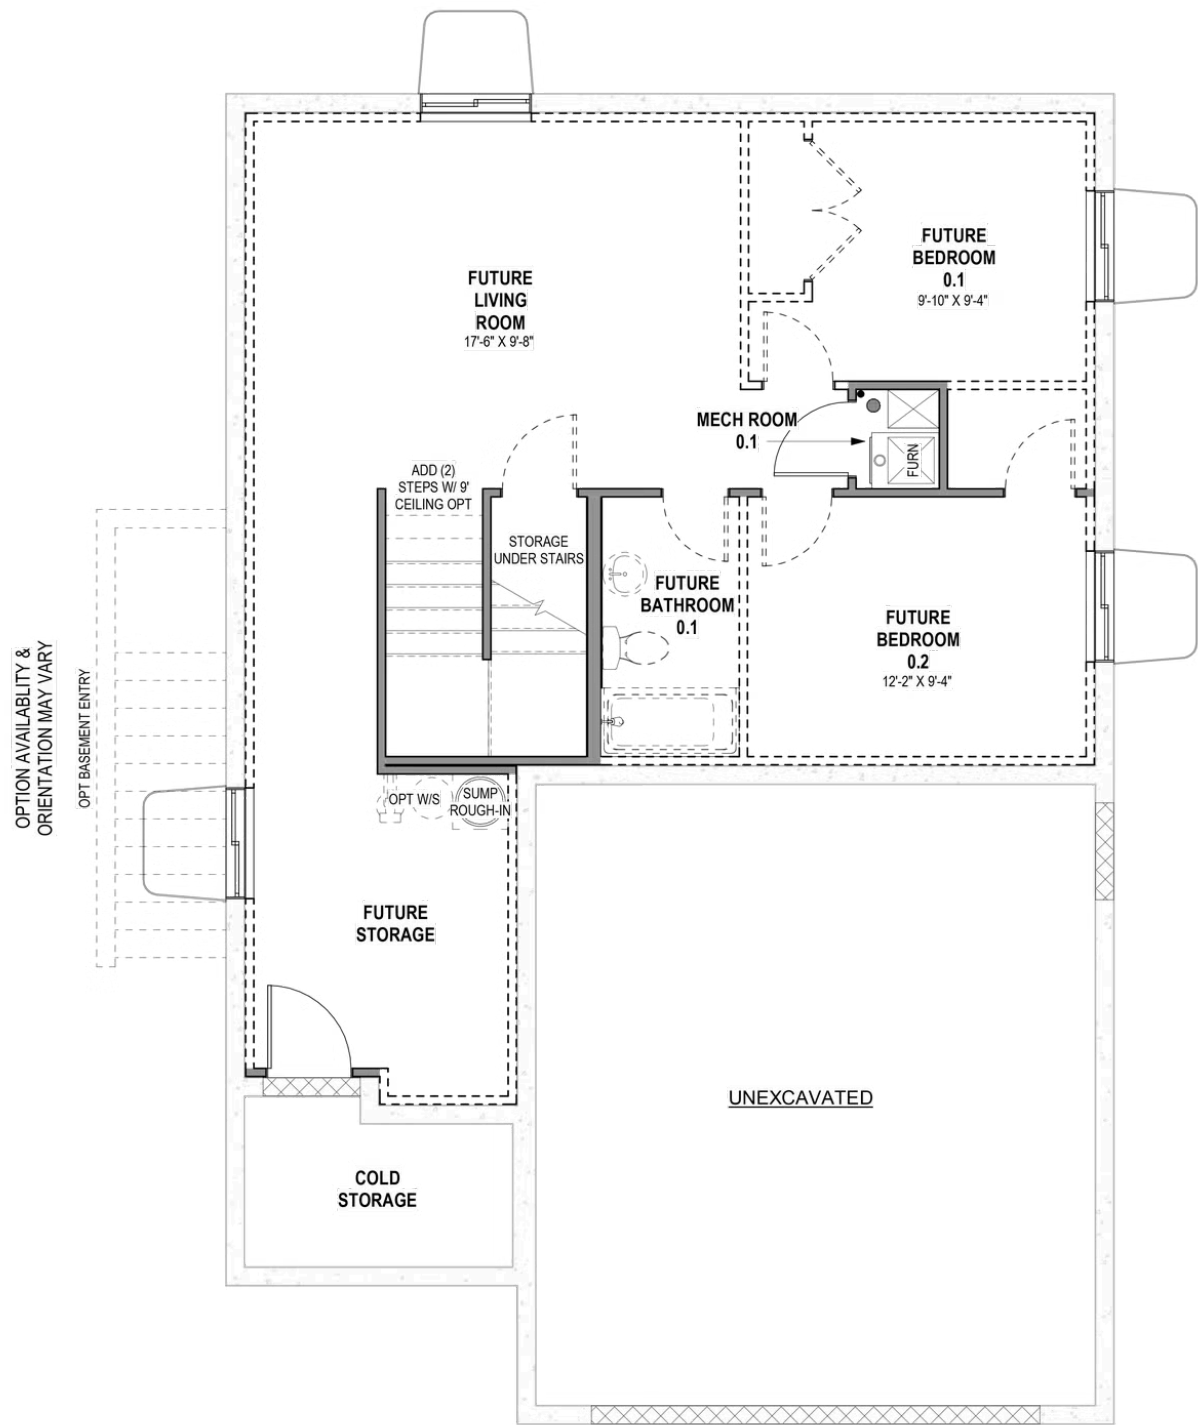 FUTURE
BEDROOM
0.1
9'-10" X 9'-4"
FUTURE
LIVING
ROOM
17'-6" X 9'-8"
MECH ROOM
0.1
FURN
ADD (2)
STEPS W/ 9'
CEILING OPT
STORAGE
UNDER STAIRS
FUTURE
BATHROOM
0.1
FUTURE
BEDROOM
0.2
12'-2" X 9'-4"
OPTION AVAILABLITY &
ORIENTATION MAY VARY
OPT BASEMENT ENTRY
OPT W/S
SUMP
ROUGH-IN
FUTURE
STORAGE
UNEXCAVATED
COLD
STORAGE